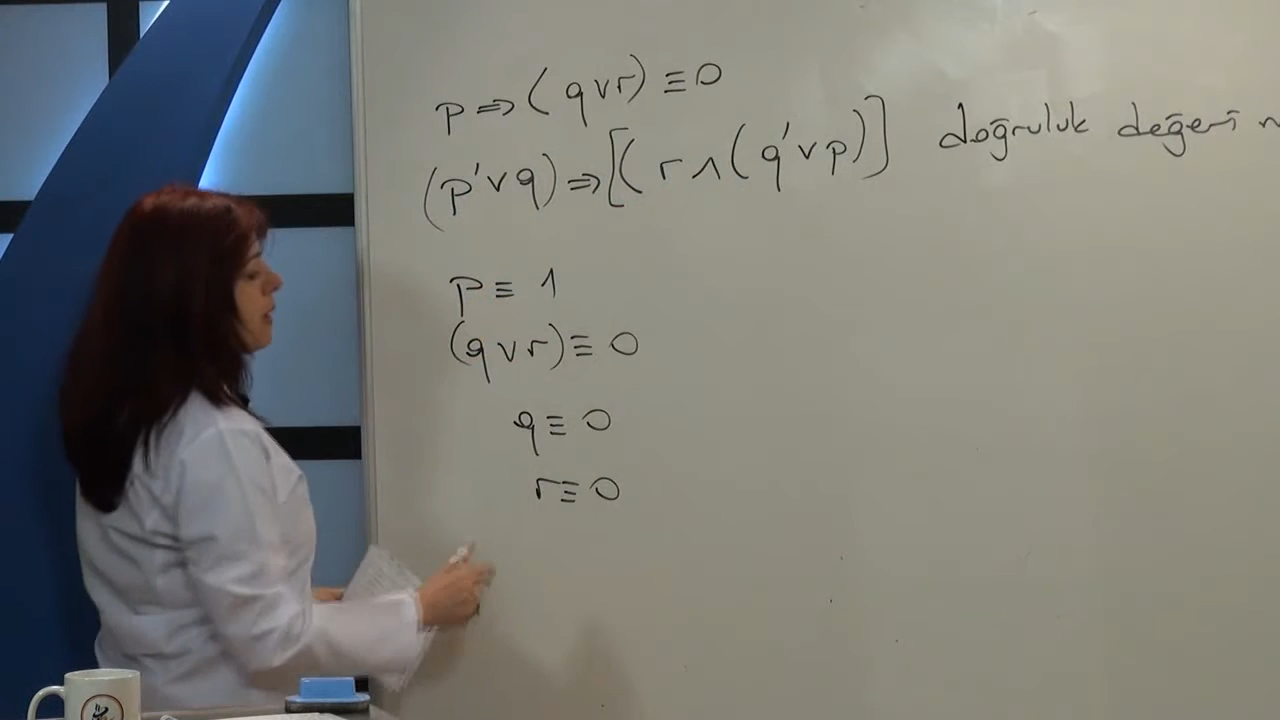 p ⇒ ( q ∨ r) ≡ 0
(p' ∨ q) ⇒ [( r ∧ ( q' ∨ p)] doğruluk değeri
p ≡ 1
(q ∨ r) ≡ 0
q ≡ 0
r ≡ 0